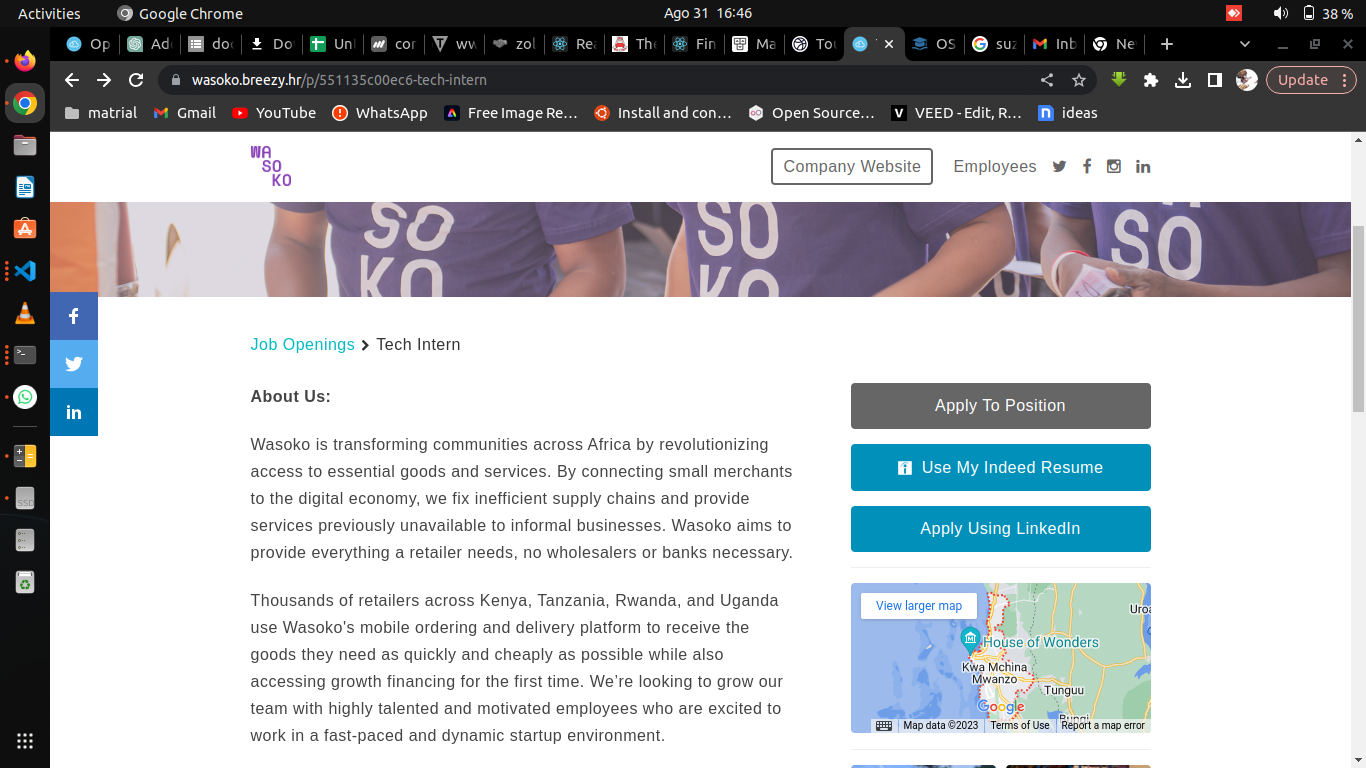 Activities
Google Chrome
Ago 31 16:46
38 %
Op
Ado
doc
Do
Unt
cor
ww
zol
Rea
The
Fin
Ma
Tou
OS
suz
Inb
Ne
wasoko.breezy.hr/p/551135c00ec6-tech-intern
Update
matrial
Gmail
YouTube
WhatsApp
Free Image Re…
Install and con…
Open Source…
VEED - Edit, R…
ideas
WA
SO
KO
Company Website
Employees
SO
KO
SO
KO
SO
Job Openings > Tech Intern
About Us:
Wasoko is transforming communities across Africa by revolutionizing
access to essential goods and services. By connecting small merchants
to the digital economy, we fix inefficient supply chains and provide
services previously unavailable to informal businesses. Wasoko aims to
provide everything a retailer needs, no wholesalers or banks necessary.
Thousands of retailers across Kenya, Tanzania, Rwanda, and Uganda
use Wasoko's mobile ordering and delivery platform to receive the
goods they need as quickly and cheaply as possible while also
accessing growth financing for the first time. We're looking to grow our
team with highly talented and motivated employees who are excited to
work in a fast-paced and dynamic startup environment.
Apply To Position
Use My Indeed Resume
Apply Using LinkedIn
View larger map
Uroa
House of Wonders
Kwa Mchina
Mwanzo
Tunguu
Bungi
Google
Map data ©2023
Terms of Use
Report a map error
SSD